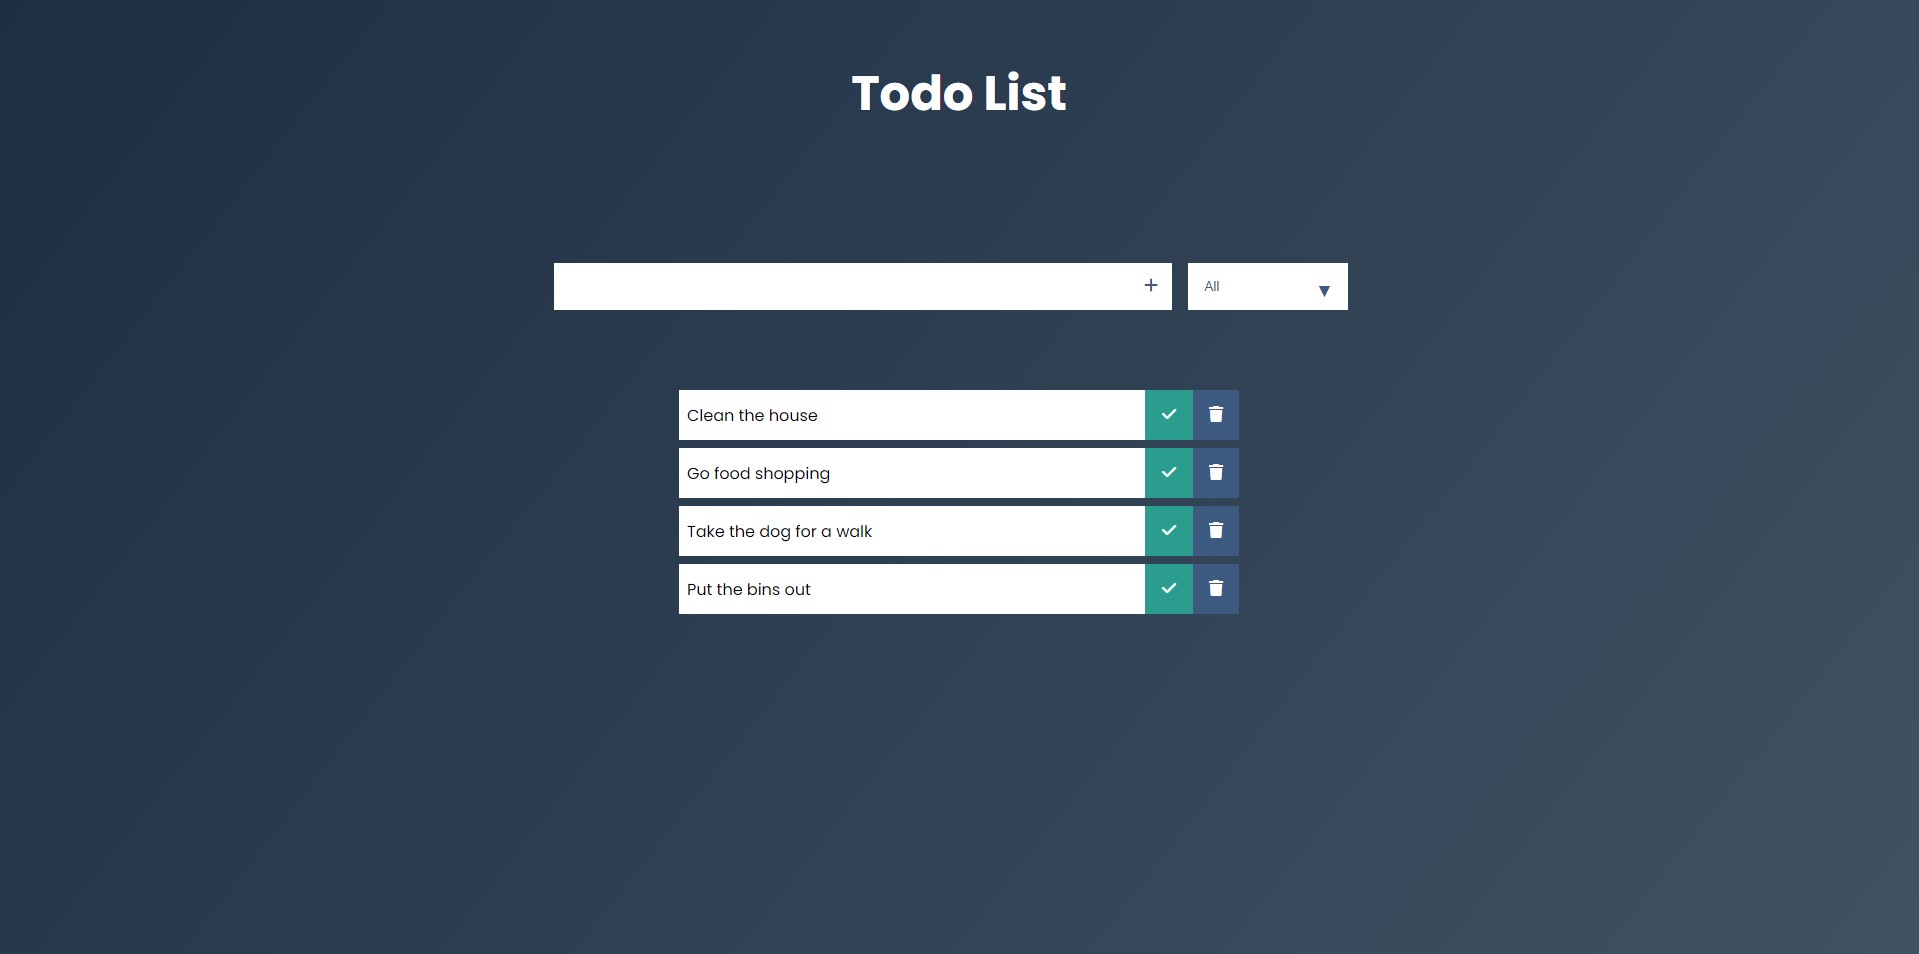 Todo List
All
Clean the house
Go food shopping
Take the dog for a walk
Put the bins out